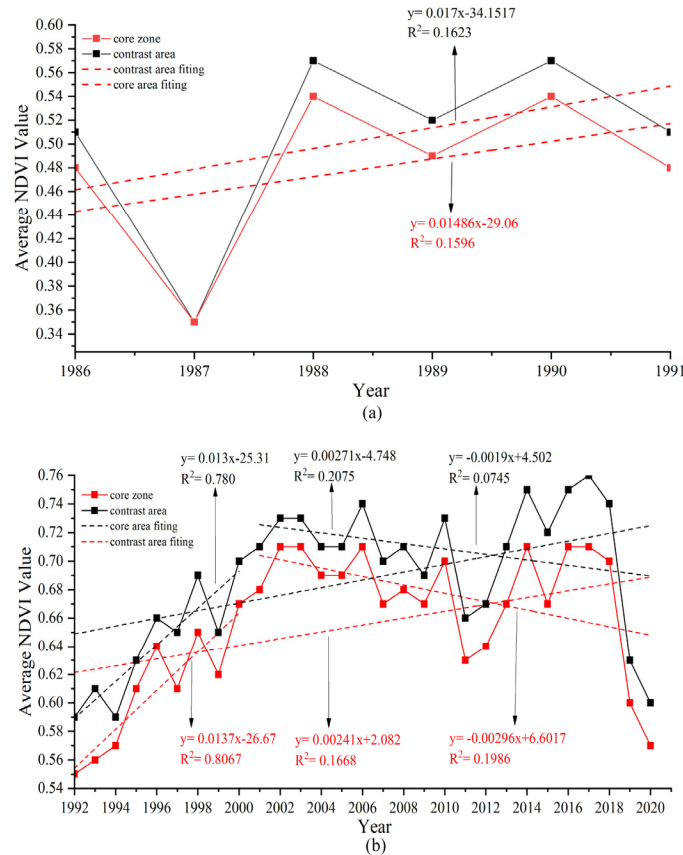 y= 0.017x-34.1517
R²= 0.1623
core zone
contrast area
contrast area fiting
core area fiting
0.60
0.58
0.56
0.54
0.52
0.50
0.48
0.46
0.44
0.42
0.40
0.38
0.36
0.34
Average NDVI Value
y= 0.01486x-29.06
R²= 0.1596
1986 1987 1988 1989 1990 1991
Year
(a)
y= 0.013x-25.31
R²= 0.780
y= 0.00271x-4.748
R²= 0.2075
y= -0.0019x+4.502
R²= 0.0745
core zone
contrast area
core area fitting
contrast area fiting
0.76
0.74
0.72
0.70
0.68
0.66
0.64
0.62
0.60
0.58
0.56
0.54
Average NDVI Value
y= 0.0137x-26.67
R²= 0.8067
y= 0.00241x+2.082
R²= 0.1668
y= -0.00296x+6.6017
R²= 0.1986
1992 1994 1996 1998 2000 2002 2004 2006 2008 2010 2012 2014 2016 2018 2020
Year
(b)